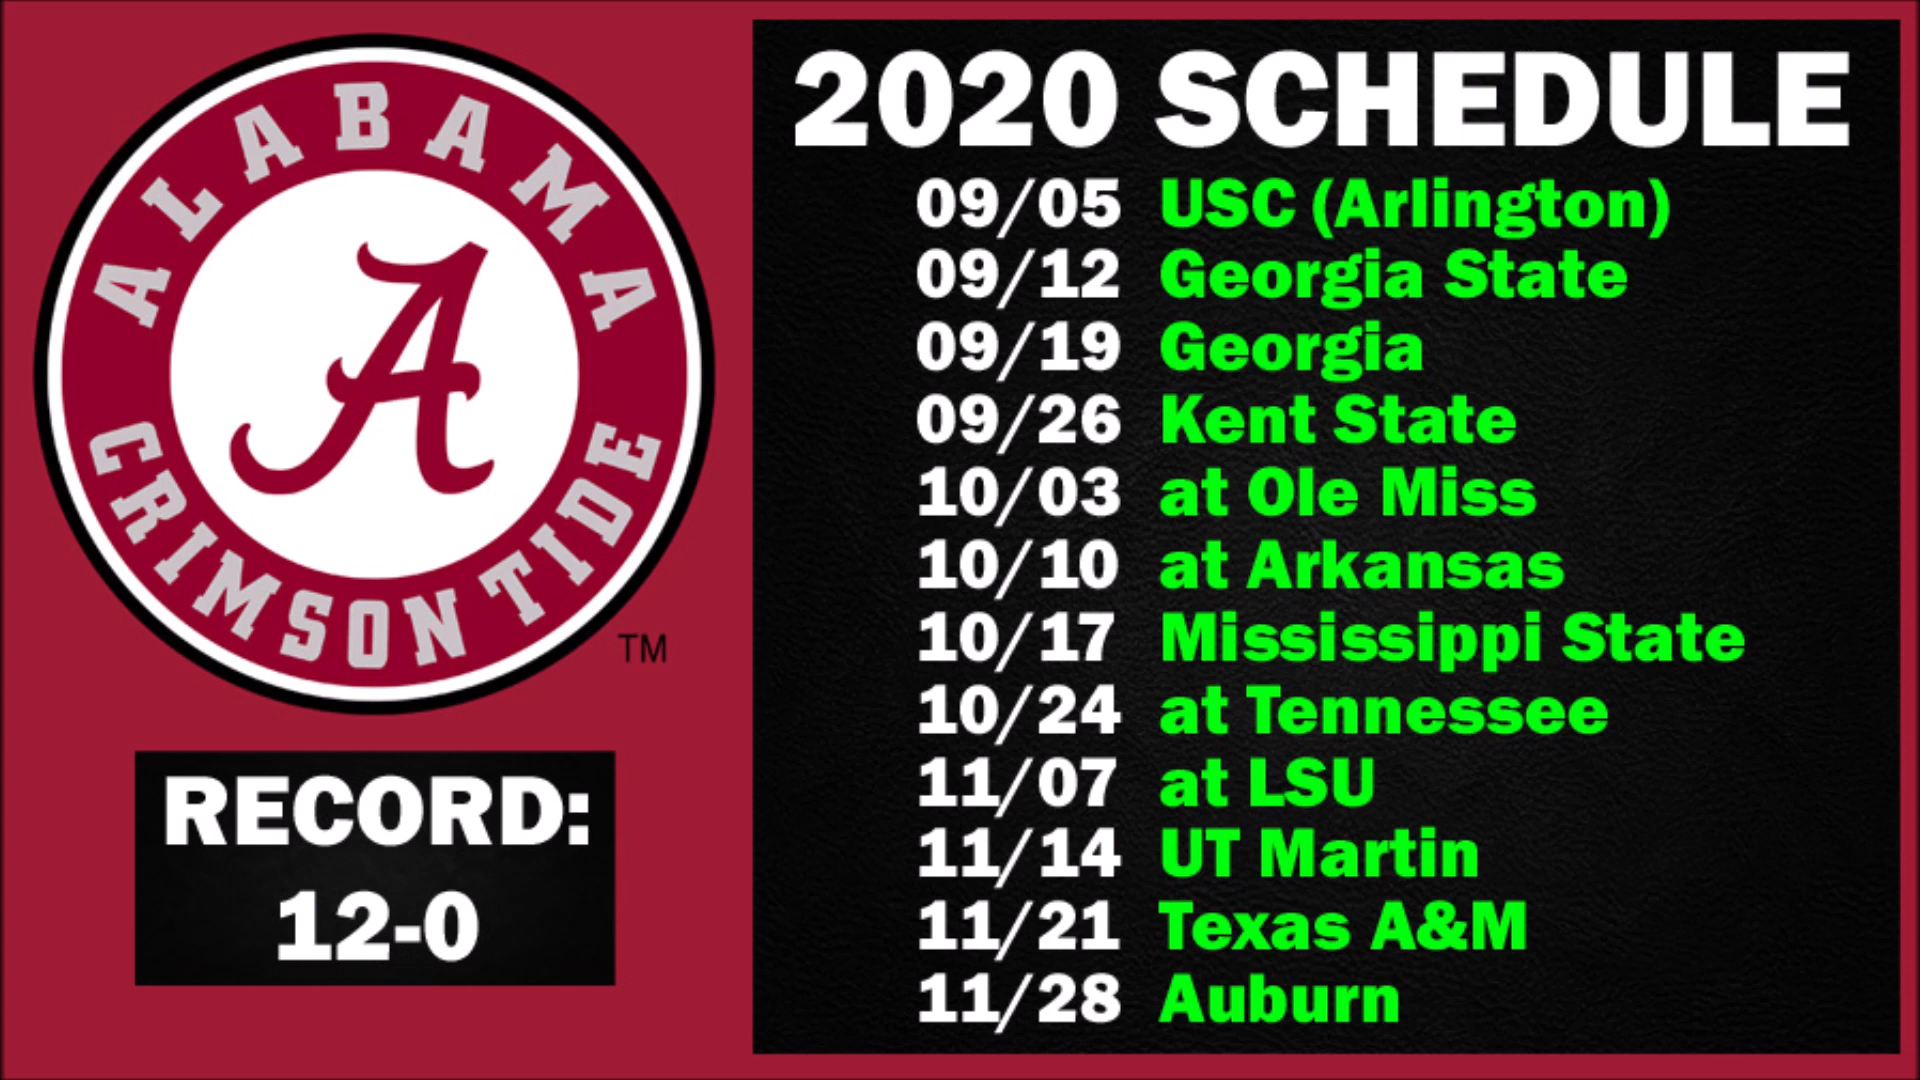 ALABAMA
CRIMSON TIDE
TM
RECORD:
12-0
2020 SCHEDULE
09/05 USC (Arlington)
09/12 Georgia State
09/19 Georgia
09/26 Kent State
10/03 at Ole Miss
10/10 at Arkansas
10/17 Mississippi State
10/24 at Tennessee
11/07 at LSU
11/14 UT Martin
11/21 Texas A&M
11/28 Auburn